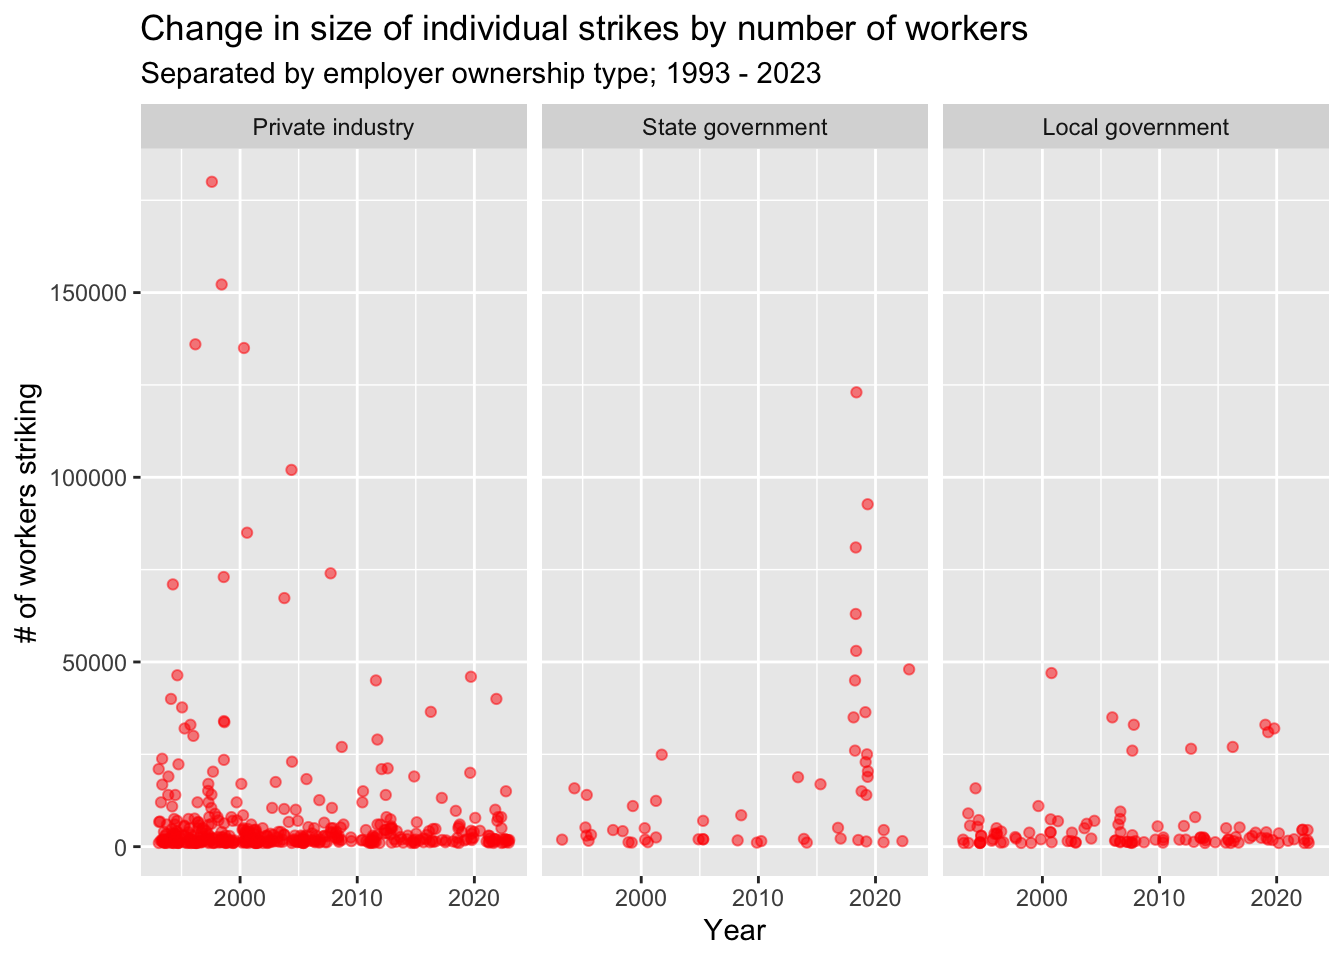 Change in size of individual strikes by number of workers
Separated by employer ownership type; 1993 - 2023
Private industry
State government
Local government
# of workers striking
150000
100000
50000
0
2000 2010 2020
2000 2010 2020
2000 2010 2020
Year